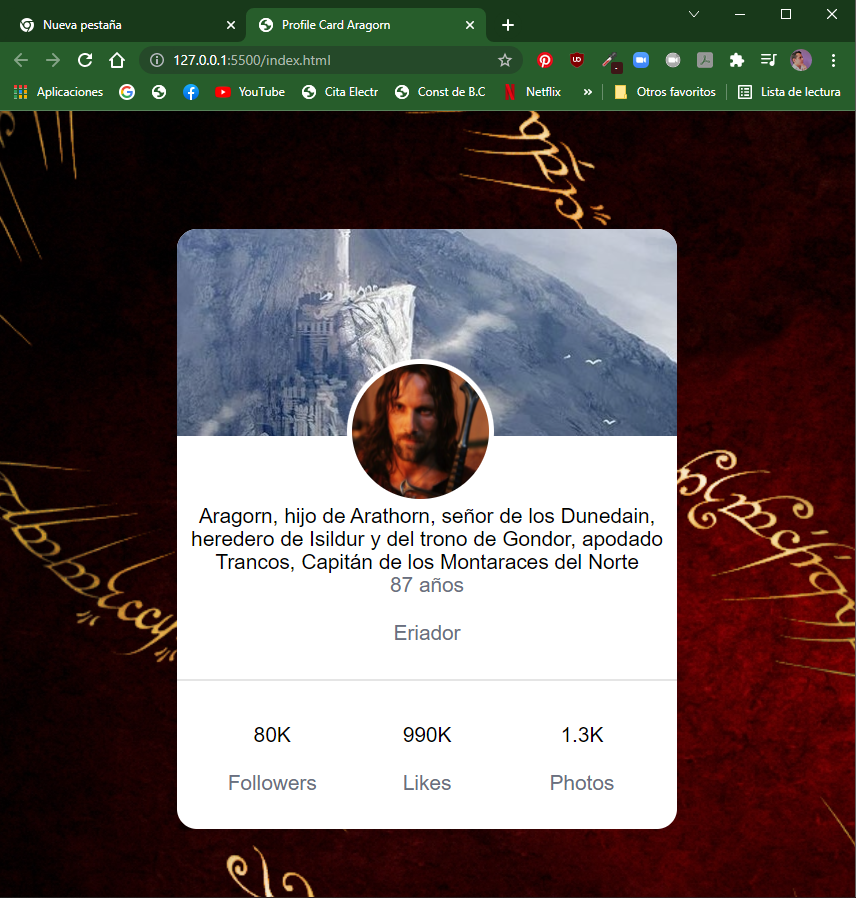 Nueva pestaña
Profile Card Aragorn
127.0.0.1:5500/index.html
Aplicaciones
YouTube
Cita Electr
Const de B.C
Netflix
»
Otros favoritos
Lista de lectura
Aragorn, hijo de Arathorn, señor de los Dunedain,
heredero de Isildur y del trono de Gondor, apodado
Trancos, Capitán de los Montaraces del Norte
87 años
Eriador
80K
990K
1.3K
Followers
Likes
Photos